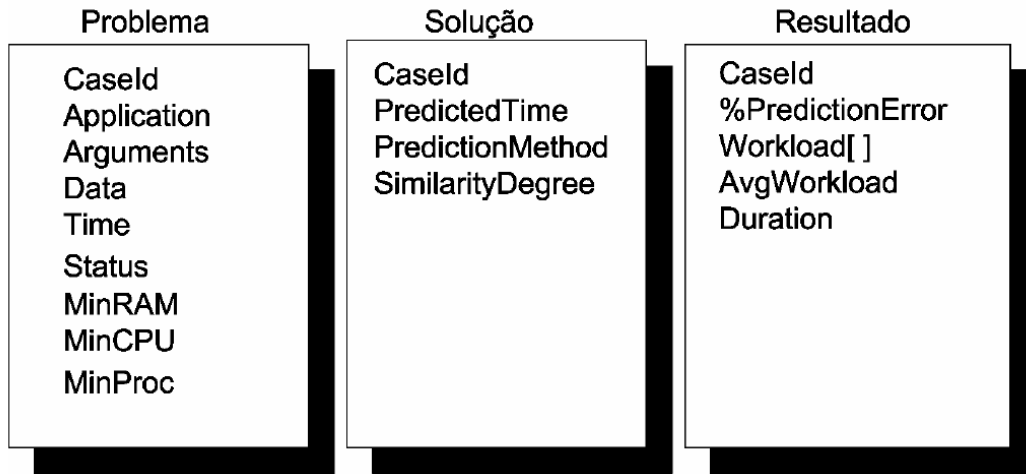 Problema
CaseId
Application
Arguments
Data
Time
Status
MinRAM
MinCPU
MinProc
Solução
CaseId
PredictedTime
PredictionMethod
SimilarityDegree
Resultado
CaseId
%PredictionError
Workload[ ]
AvgWorkload
Duration